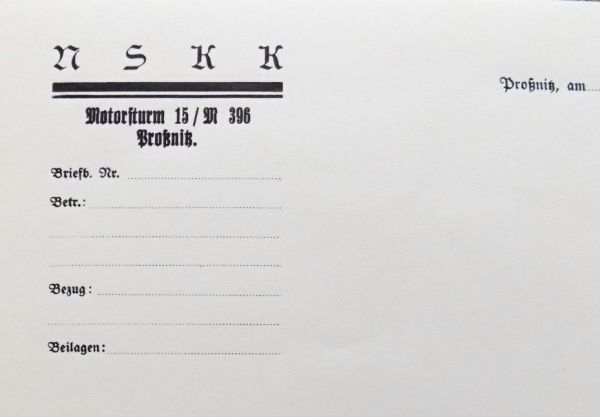 N S K K
Motorsturm 15 / M 396
Proßnitz.
Proßnitz, am
Briefb. Nr.
Betr.:
Bezug:
Beilagen: